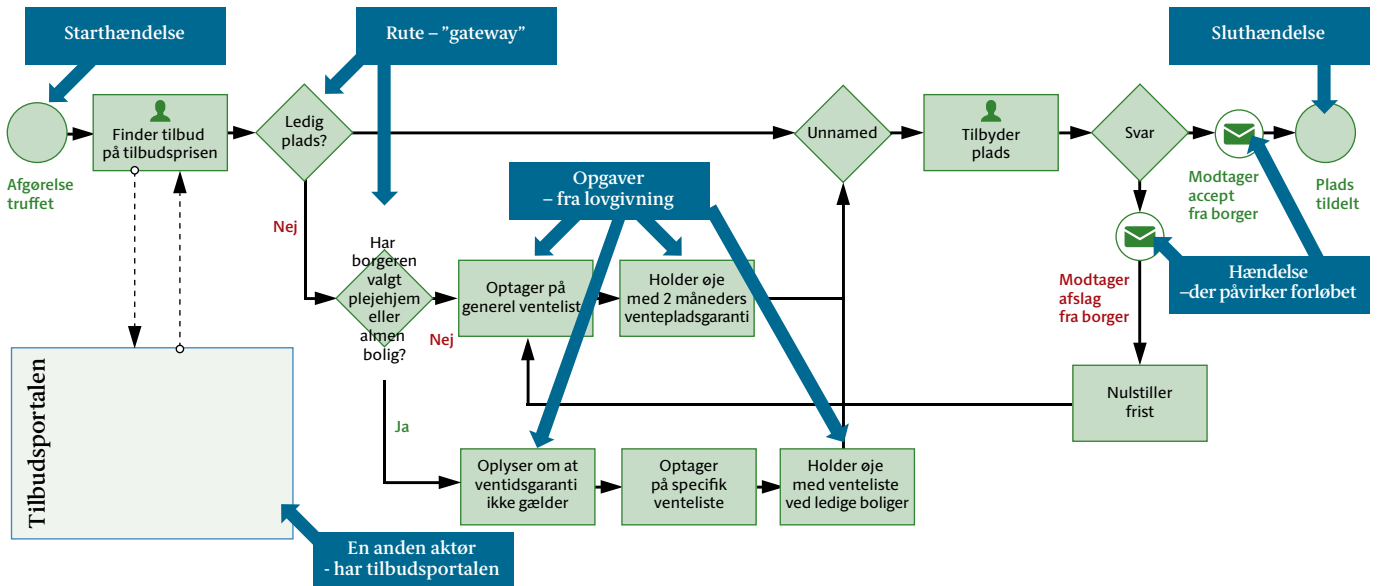 Starthændelse
Rute – ”gateway”
Sluthændelse
Finder tilbud
på tilbudsprisen
Ledig
plads?
Unnamed
Tilbyder
plads
Svar
Afgørelse
truffet
Modtager
accept
fra borger
Plads
tildelt
Opgaver
– fra lovgivning
Nej
Har
borgeren
valgt
plejehjem
eller
almen
bolig?
Nej
Optager på
generel ventelist
Holder øje
med 2 måneders
ventepladsgaranti
Hændelse
–der påvirker forløbet
Modtager
afslag
fra borger
Tilbudsportalen
Nulstiller
frist
Ja
Oplyser om at
ventidsgaranti
ikke gælder
Optager
på specifik
venteliste
Holder øje
med venteliste
ved ledige boliger
En anden aktør
- har tilbudsportalen